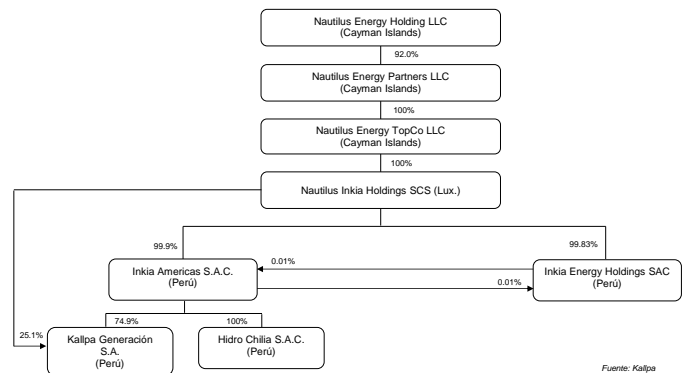 Nautilus Energy Holding LLC
(Cayman Islands)
92.0%
Nautilus Energy Partners LLC
(Cayman Islands)
100%
Nautilus Energy TopCo LLC
(Cayman Islands)
100%
Nautilus Inkia Holdings SCS (Lux.)
99.9%
99.83%
Inkia Americas S.A.C.
(Perú)
0.01%
0.01%
Inkia Energy Holdings SAC
(Perú)
25.1%
74.9%
100%
Kallpa Generación
S.A.
(Perú)
Hidro Chilia S.A.C.
(Perú)
Fuente: Kallpa